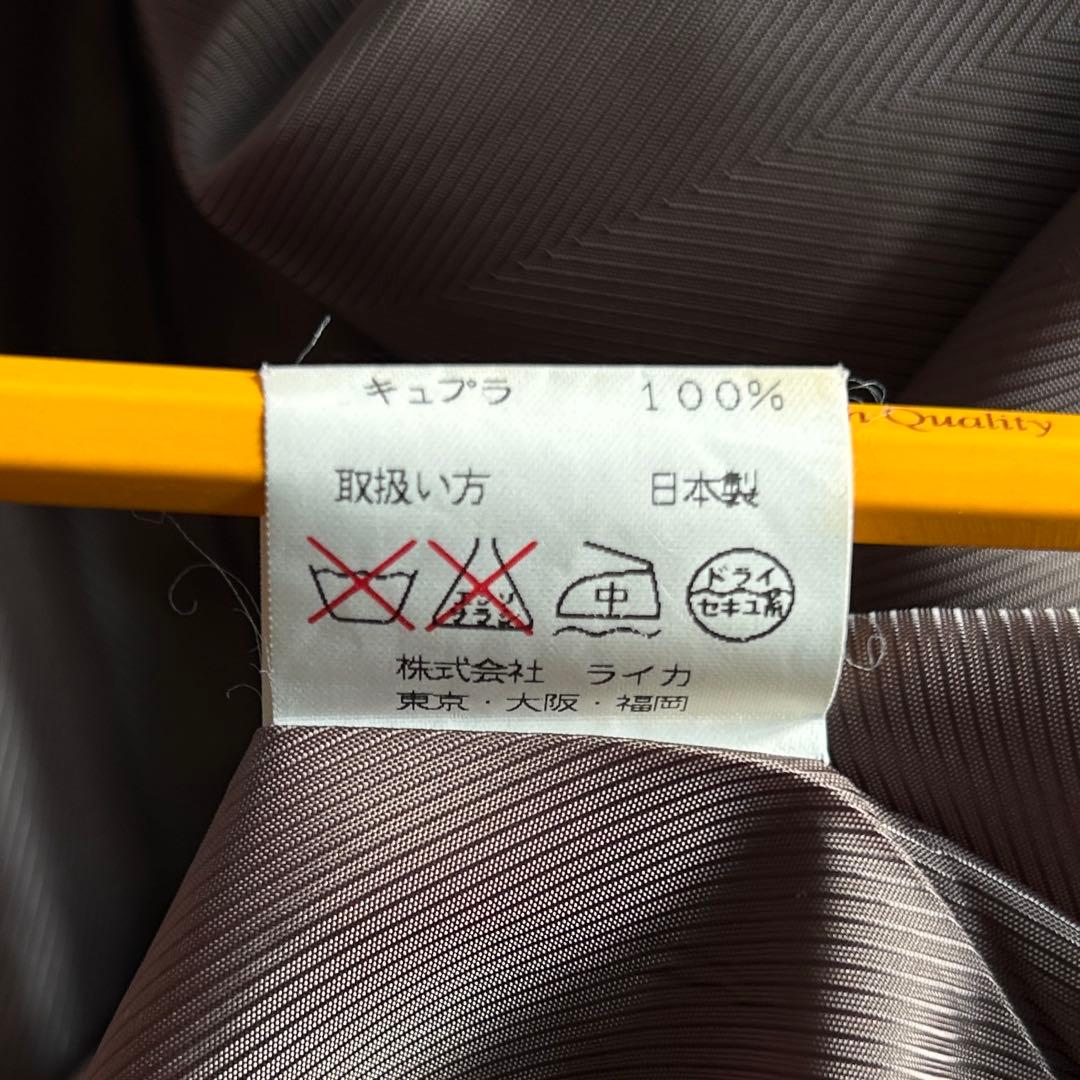 キュプラ 100%
Quality
取扱い方 日本製
エンソ
サラシ
中
ドライ
セキユ系
株式会社 ライカ
東京・大阪・福岡